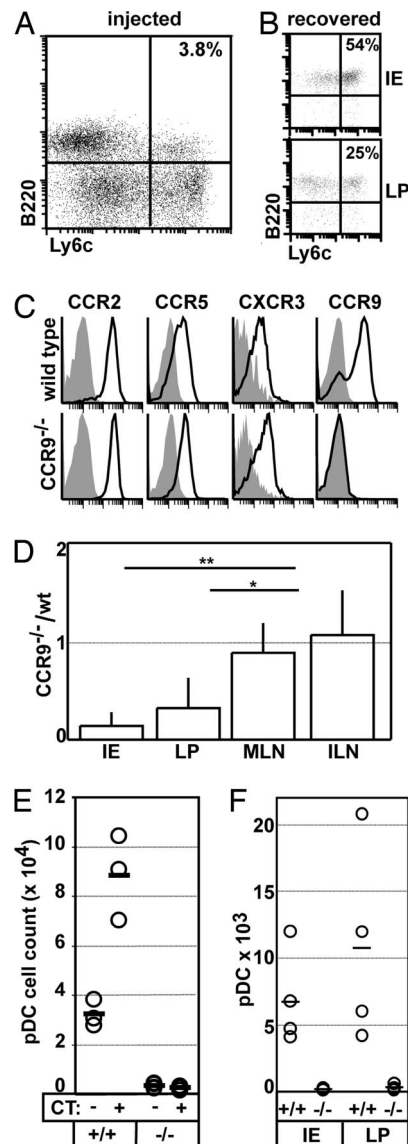 A injected
3.8%
B220
Ly6c
B recovered
54%
IE
25%
LP
B220
Ly6c
C
CCR2 CCR5 CXCR3 CCR9
wild type
CCR9-/-
D
CCR9-/-/wt
2
1
0
**
*
IE LP MLN ILN
E
pDC cell count (x 10⁴)
12
10
8
6
4
2
0
CT: - + - +
+/+ -/-
F
pDC x 10³
20
15
10
5
0
+/+ -/- +/+ -/-
IE LP